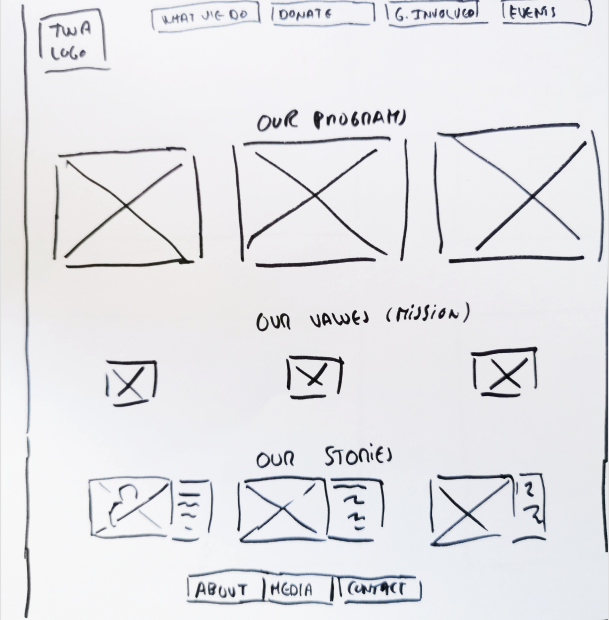 TWA
LOGO
WHAT WE DO
DONATE
G. INVOLVED
EVENTS
OUR PROGRAMS
OUR VALUES (MISSION)
OUR STORIES
ABOUT
MEDIA
CONTACT